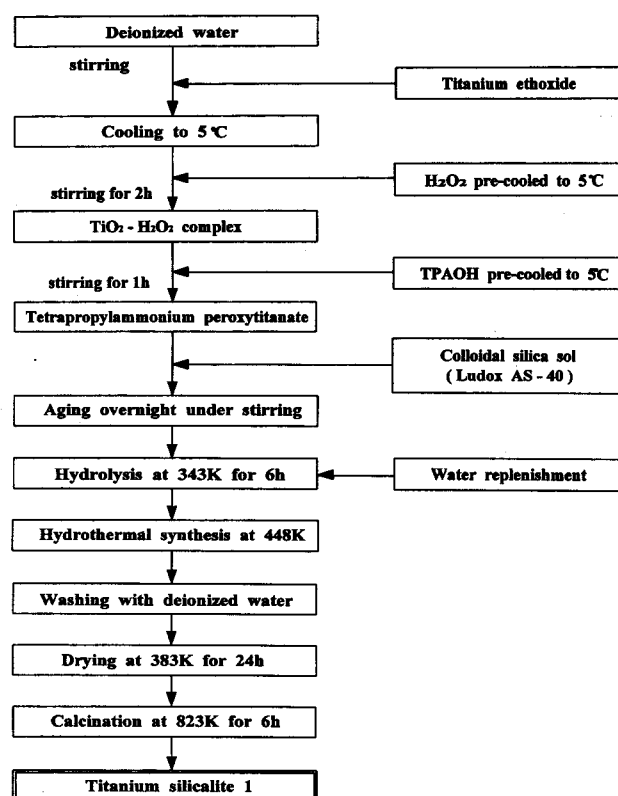 Deionized water
stirring
Titanium ethoxide
Cooling to 5℃
H₂O₂ pre-cooled to 5℃
stirring for 2h
TiO₂ - H₂O₂ complex
TPAOH pre-cooled to 5℃
stirring for 1h
Tetrapropylammonium peroxytitanate
Colloidal silica sol
( Ludox AS - 40 )
Aging overnight under stirring
Hydrolysis at 343K for 6h
Water replenishment
Hydrothermal synthesis at 448K
Washing with deionized water
Drying at 383K for 24h
Calcination at 823K for 6h
Titanium silicalite 1